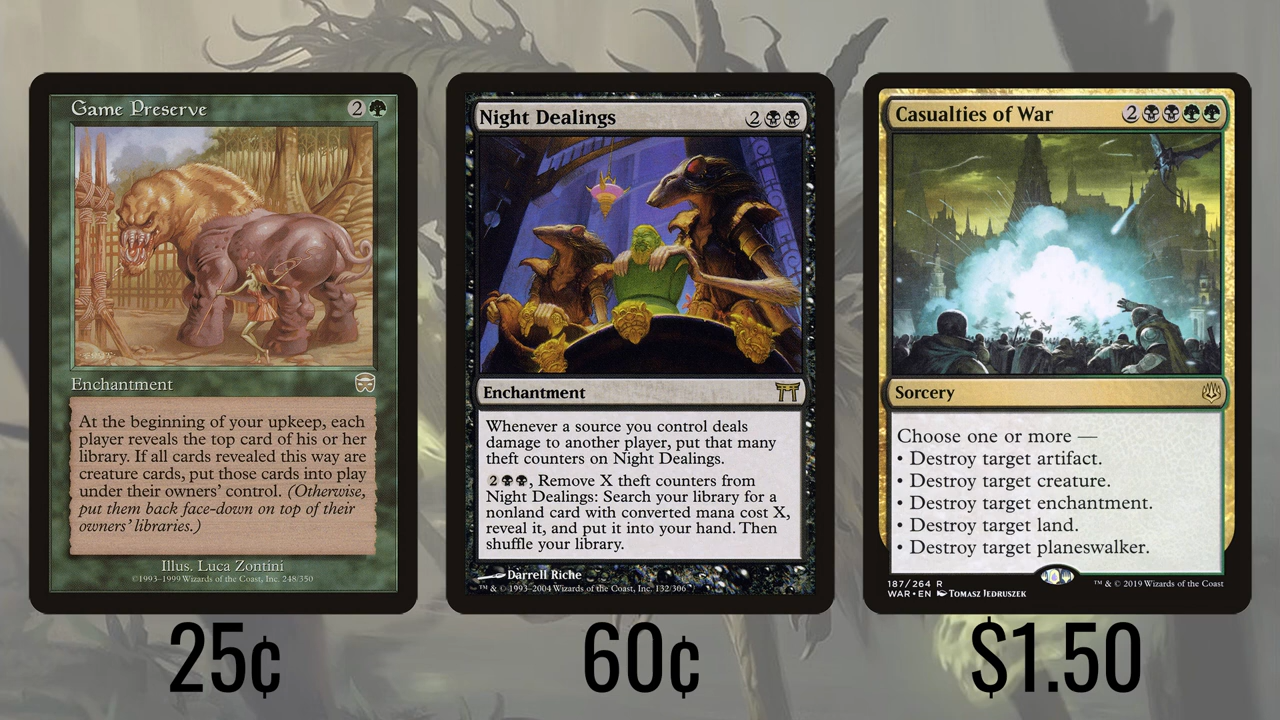 Game Preserve 2
Enchantment
At the beginning of your upkeep, each
player reveals the top card of his or her
library. If all cards revealed this way are
creature cards, put those cards into play
under their owners' control. (Otherwise,
put them back face-down on top of their
owners' libraries.)
Illus. Luca Zontini
©1993-1999 Wizards of the Coast, Inc. 248/350
25¢
Night Dealings 2
Enchantment
Whenever a source you control deals
damage to another player, put that many
theft counters on Night Dealings.
2, Remove X theft counters from
Night Dealings: Search your library for a
nonland card with converted mana cost X,
reveal it, and put it into your hand. Then
shuffle your library.
Darrell Riche
™ & © 1993-2004 Wizards of the Coast, Inc. 132/306
60¢
Casualties of War 2
Sorcery
Choose one or more —
• Destroy target artifact.
• Destroy target creature.
• Destroy target enchantment.
• Destroy target land.
• Destroy target planeswalker.
187/264 R
WAR • EN Tomasz Jedruszek
™ & © 2019 Wizards of the Coast
$1.50